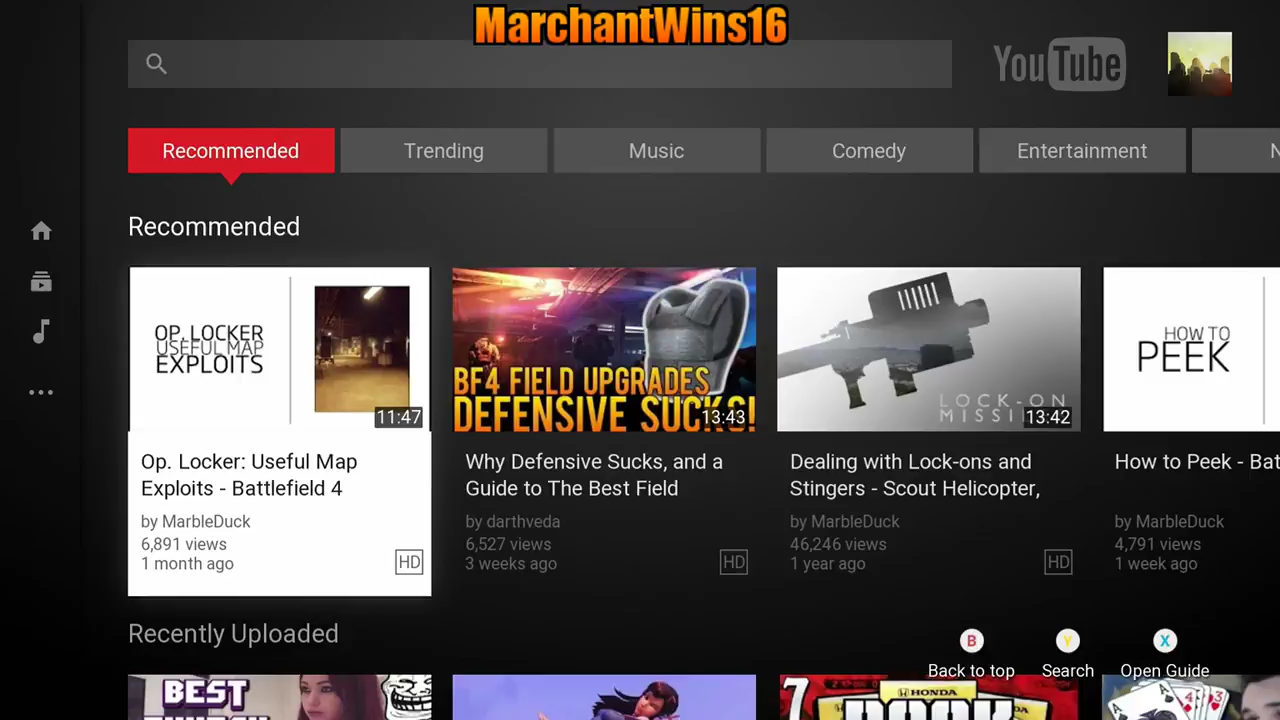 MarchantWins16
YouTube
Recommended
Trending
Music
Comedy
Entertainment
N
Recommended
OP. LOCKER
USEFUL MAP
EXPLOITS
11:47
BF4 FIELD UPGRADES
DEFENSIVE SUCKS!
13:43
LOCK-ON
MISSI
13:42
HOW TO
PEEK
Op. Locker: Useful Map
Exploits - Battlefield 4
by MarbleDuck
6,891 views
1 month ago
HD
Why Defensive Sucks, and a
Guide to The Best Field
by darthveda
6,527 views
3 weeks ago
HD
Dealing with Lock-ons and
Stingers - Scout Helicopter,
by MarbleDuck
46,246 views
1 year ago
HD
How to Peek - Bat
by MarbleDuck
4,791 views
1 week ago
Recently Uploaded
B
Back to top
Y
Search
X
Open Guide
BEST
7
HONDA